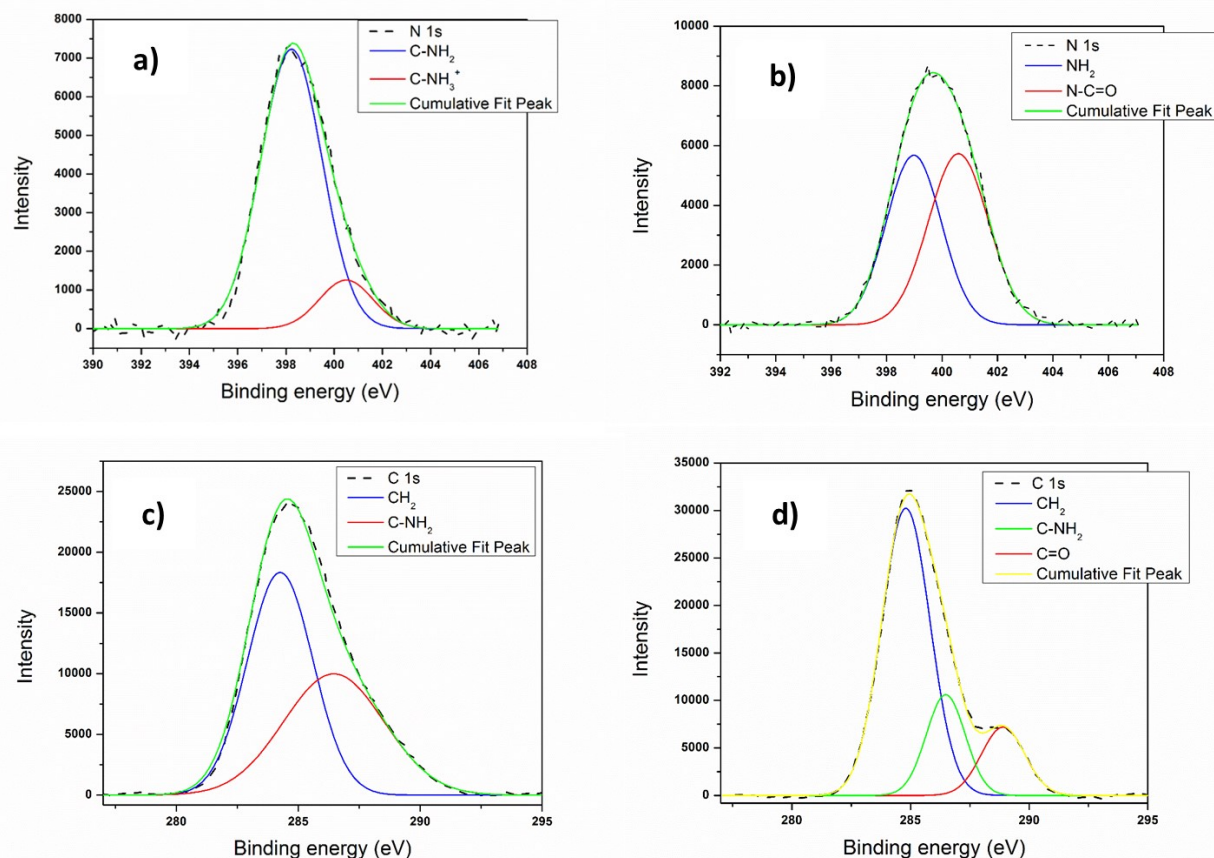 a)
N 1s
C-NH₂
C-NH₃⁺
Cumulative Fit Peak
8000
7000
6000
5000
4000
3000
2000
1000
0
Intensity
390 392 394 396 398 400 402 404 406 408
Binding energy (eV)
b)
N 1s
NH₂
N-C=O
Cumulative Fit Peak
10000
8000
6000
4000
2000
0
Intensity
392 394 396 398 400 402 404 406 408
Binding energy (eV)
c)
C 1s
CH₂
C-NH₂
Cumulative Fit Peak
25000
20000
15000
10000
5000
0
Intensity
280 285 290 295
Binding energy (eV)
d)
C 1s
CH₂
C-NH₂
C=O
Cumulative Fit Peak
35000
30000
25000
20000
15000
10000
5000
0
Intensity
280 285 290 295
Binding energy (eV)